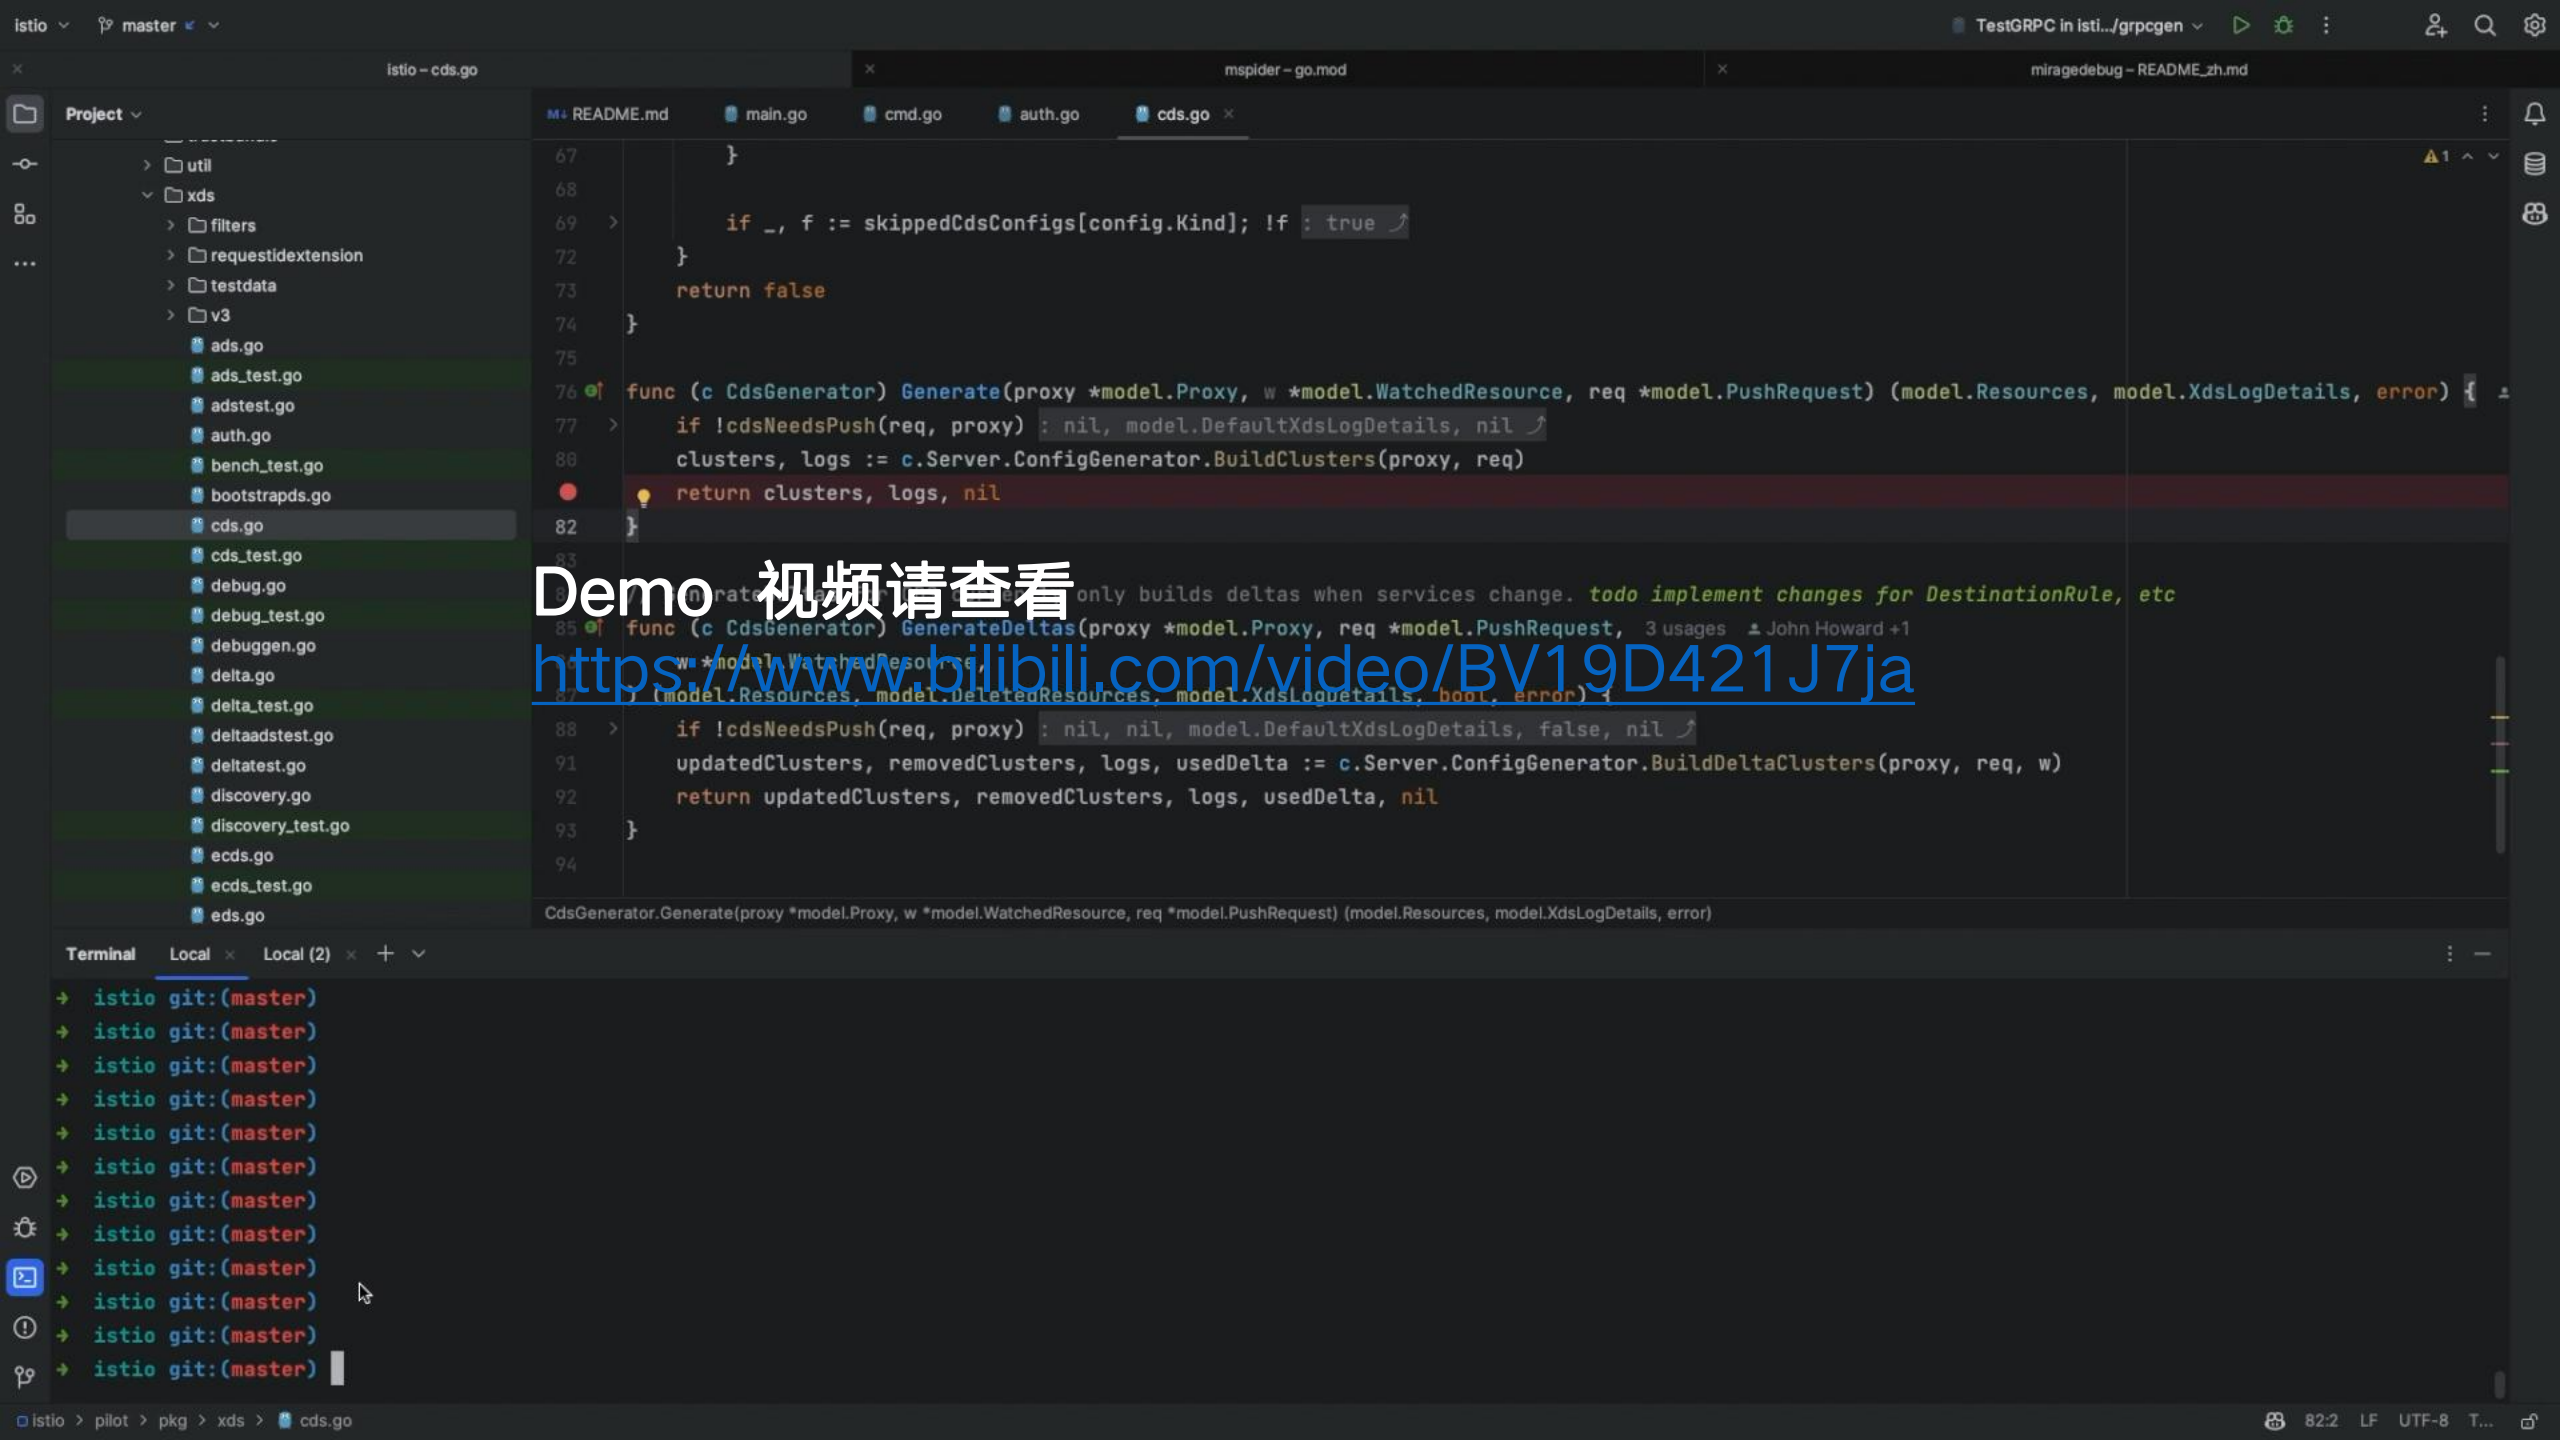 istio master TestGRPC in isti.../grpcgen
istio – cds.go mspider – go.mod miragedebug – README_zh.md
Project
util
xds
filters
requestidextension
testdata
v3
ads.go
ads_test.go
adstest.go
auth.go
bench_test.go
bootstrapds.go
cds.go
cds_test.go
debug.go
debug_test.go
debuggen.go
delta.go
delta_test.go
deltaadstest.go
deltatest.go
discovery.go
discovery_test.go
ecds.go
ecds_test.go
eds.go
M↓ README.md main.go cmd.go auth.go cds.go
1
67 }
68
69 if _, f := skippedCdsConfigs[config.Kind]; !f : true
72 }
73 return false
74 }
75
76 func (c CdsGenerator) Generate(proxy *model.Proxy, w *model.WatchedResource, req *model.PushRequest) (model.Resources, model.XdsLogDetails, error) {
77 if !cdsNeedsPush(req, proxy) : nil, model.DefaultXdsLogDetails, nil
80 clusters, logs := c.Server.ConfigGenerator.BuildClusters(proxy, req)
return clusters, logs, nil
82 }
83
Demo 视频请查看
only builds deltas when services change. todo implement changes for DestinationRule, etc
85 func (c CdsGenerator) GenerateDeltas(proxy *model.Proxy, req *model.PushRequest, 3 usages John Howard +1
https://www.bilibili.com/video/BV19D421J7ja
w *model.WatchedResource,
87 ) (model.Resources, model.DeletedResources, model.XdsLogDetails, bool, error) {
88 if !cdsNeedsPush(req, proxy) : nil, nil, model.DefaultXdsLogDetails, false, nil
91 updatedClusters, removedClusters, logs, usedDelta := c.Server.ConfigGenerator.BuildDeltaClusters(proxy, req, w)
92 return updatedClusters, removedClusters, logs, usedDelta, nil
93 }
94
CdsGenerator.Generate(proxy *model.Proxy, w *model.WatchedResource, req *model.PushRequest) (model.Resources, model.XdsLogDetails, error)
Terminal Local Local (2)
→ istio git:(master)
→ istio git:(master)
→ istio git:(master)
→ istio git:(master)
→ istio git:(master)
→ istio git:(master)
→ istio git:(master)
→ istio git:(master)
→ istio git:(master)
→ istio git:(master)
→ istio git:(master)
→ istio git:(master)
istio > pilot > pkg > xds > cds.go 82:2 LF UTF-8 T...